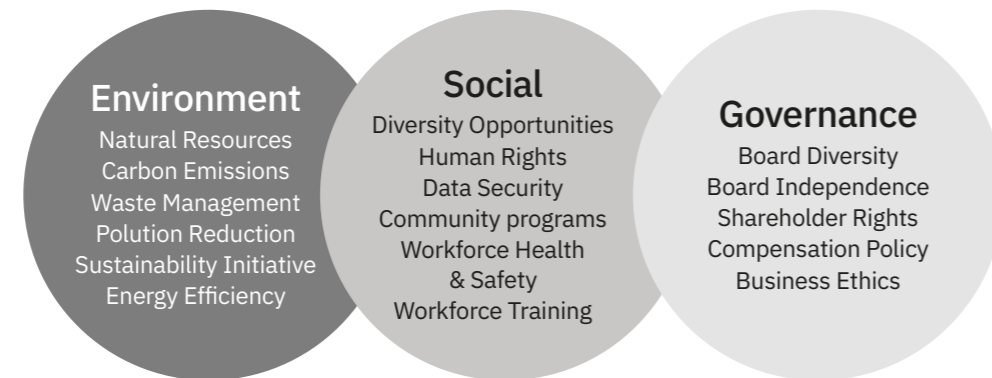 Environment
Natural Resources
Carbon Emissions
Waste Management
Polution Reduction
Sustainability Initiative
Energy Efficiency
Social
Diversity Opportunities
Human Rights
Data Security
Community programs
Workforce Health
& Safety
Workforce Training
Governance
Board Diversity
Board Independence
Shareholder Rights
Compensation Policy
Business Ethics